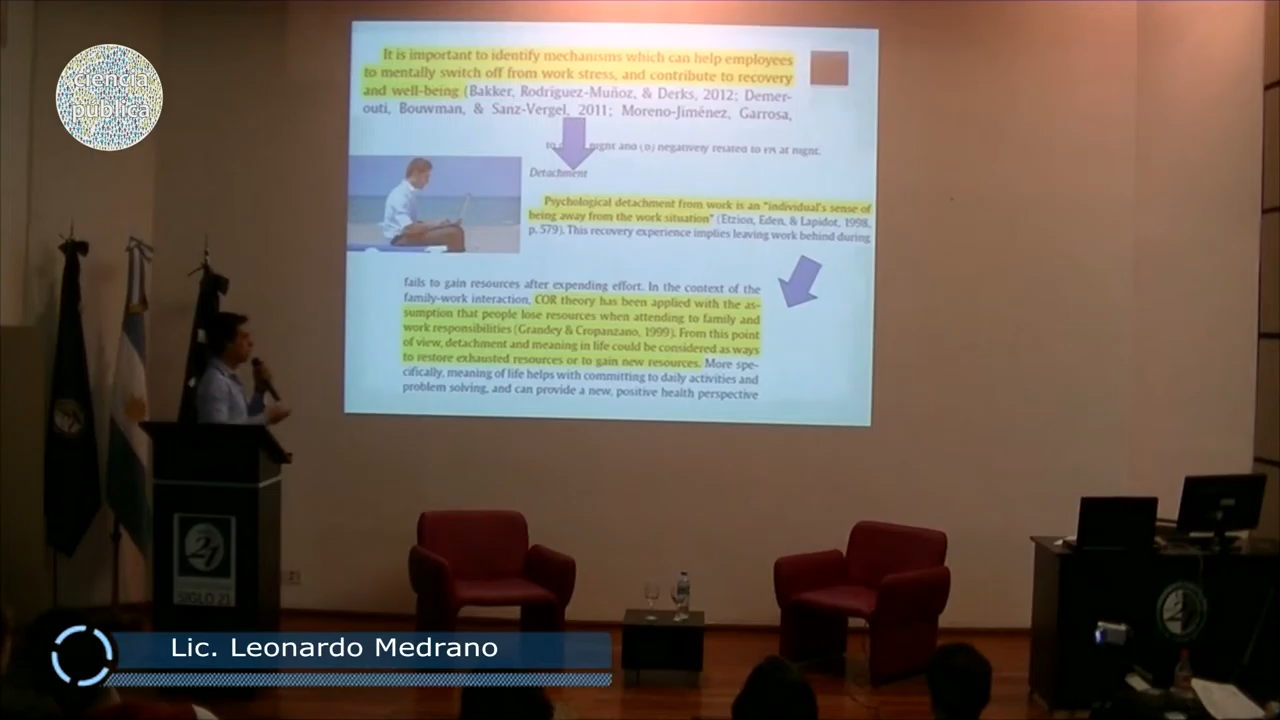 ciencia
pública
It is important to identify mechanisms which can help employees
to mentally switch off from work stress, and contribute to recovery
and well-being (Bakker, Rodríguez-Muñoz, & Derks, 2012; Demer-
outi, Bouwman, & Sanz-Vergel, 2011; Moreno-Jiménez, Garrosa,
night and (b) negatively related to PA at night.
Detachment
Psychological detachment from work is an "individual's sense of
being away from the work situation" (Etzion, Eden, & Lapidot, 1998,
p. 579). This recovery experience implies leaving work behind during
fails to gain resources after expending effort. In the context of the
family-work interaction, COR theory has been applied with the as-
sumption that people lose resources when attending to family and
work responsibilities (Grandey & Cropanzano, 1999). From this point
of view, detachment and meaning in life could be considered as ways
to restore exhausted resources or to gain new resources. More spe-
cifically, meaning of life helps with committing to daily activities and
problem solving, and can provide a new, positive health perspective
21
SIGLO 21
Lic. Leonardo Medrano